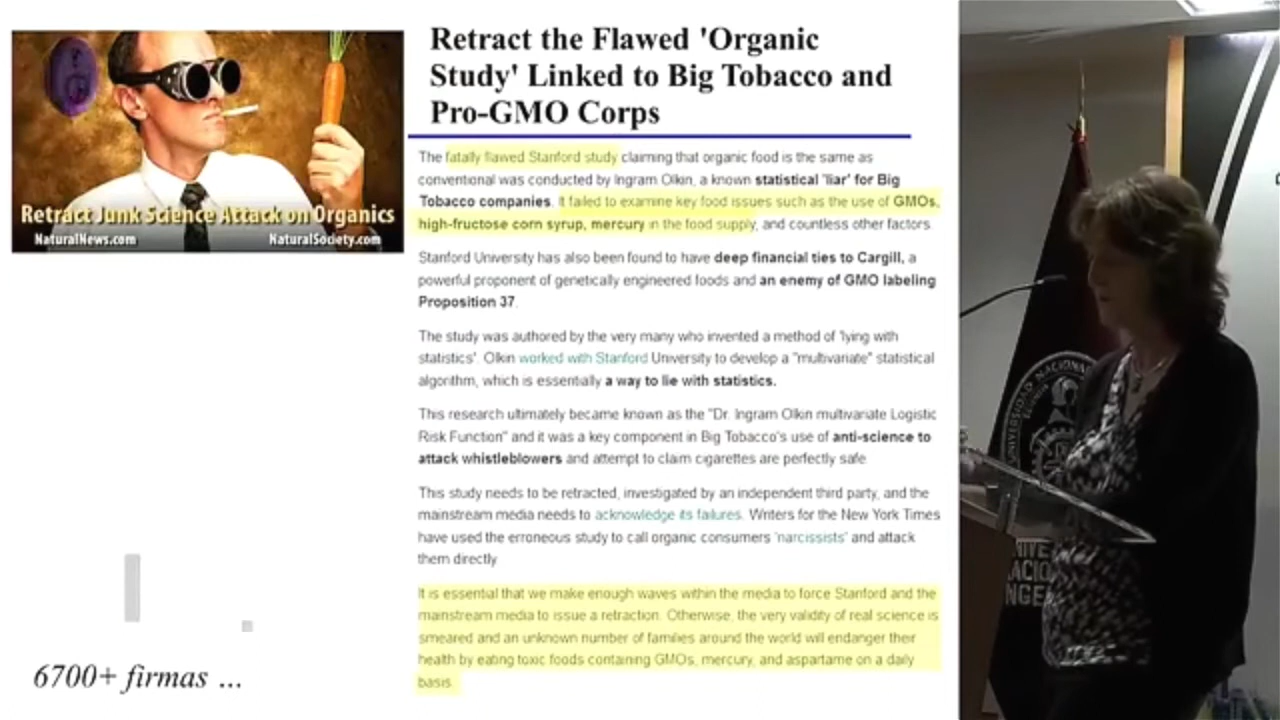 Retract the Flawed 'Organic
Study' Linked to Big Tobacco and
Pro-GMO Corps
Retract Junk Science Attack on Organics
NaturalNews.com
NaturalSociety.com
The fatally flawed Stanford study claiming that organic food is the same as
conventional was conducted by Ingram Olkin, a known statistical 'liar' for Big
Tobacco companies. It failed to examine key food issues such as the use of GMOs,
high-fructose corn syrup, mercury in the food supply, and countless other factors.
Stanford University has also been found to have deep financial ties to Cargill, a
powerful proponent of genetically engineered foods and an enemy of GMO labeling
Proposition 37.
The study was authored by the very many who invented a method of 'lying with
statistics'. Olkin worked with Stanford University to develop a "multivariate" statistical
algorithm, which is essentially a way to lie with statistics.
This research ultimately became known as the "Dr. Ingram Olkin multivariate Logistic
Risk Function" and it was a key component in Big Tobacco's use of anti-science to
attack whistleblowers and attempt to claim cigarettes are perfectly safe
This study needs to be retracted, investigated by an independent third party, and the
mainstream media needs to acknowledge its failures. Writers for the New York Times
have used the erroneous study to call organic consumers 'narcissists' and attack
them directly
It is essential that we make enough waves within the media to force Stanford and the
mainstream media to issue a retraction. Otherwise, the very validity of real science is
smeared and an unknown number of families around the world will endanger their
health by eating toxic foods containing GMOs, mercury, and aspartame on a daily
basis.
6700+ firmas ...